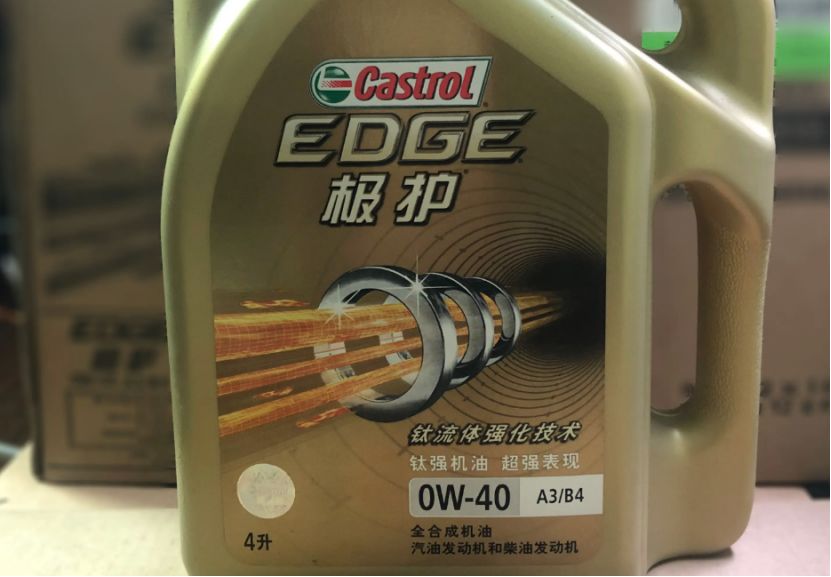 Castrol
EDGE
极护
钛流体强化技术
钛强机油 超强表现
0W-40 A3/B4
全合成机油
4升 汽油发动机和柴油发动机